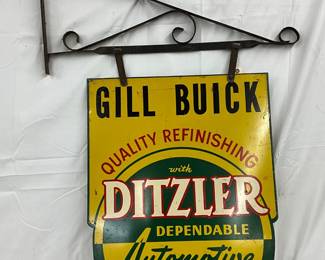 GILL BUICK
QUALITY REFINISHING
with
DITZLER
DEPENDABLE
Automotive